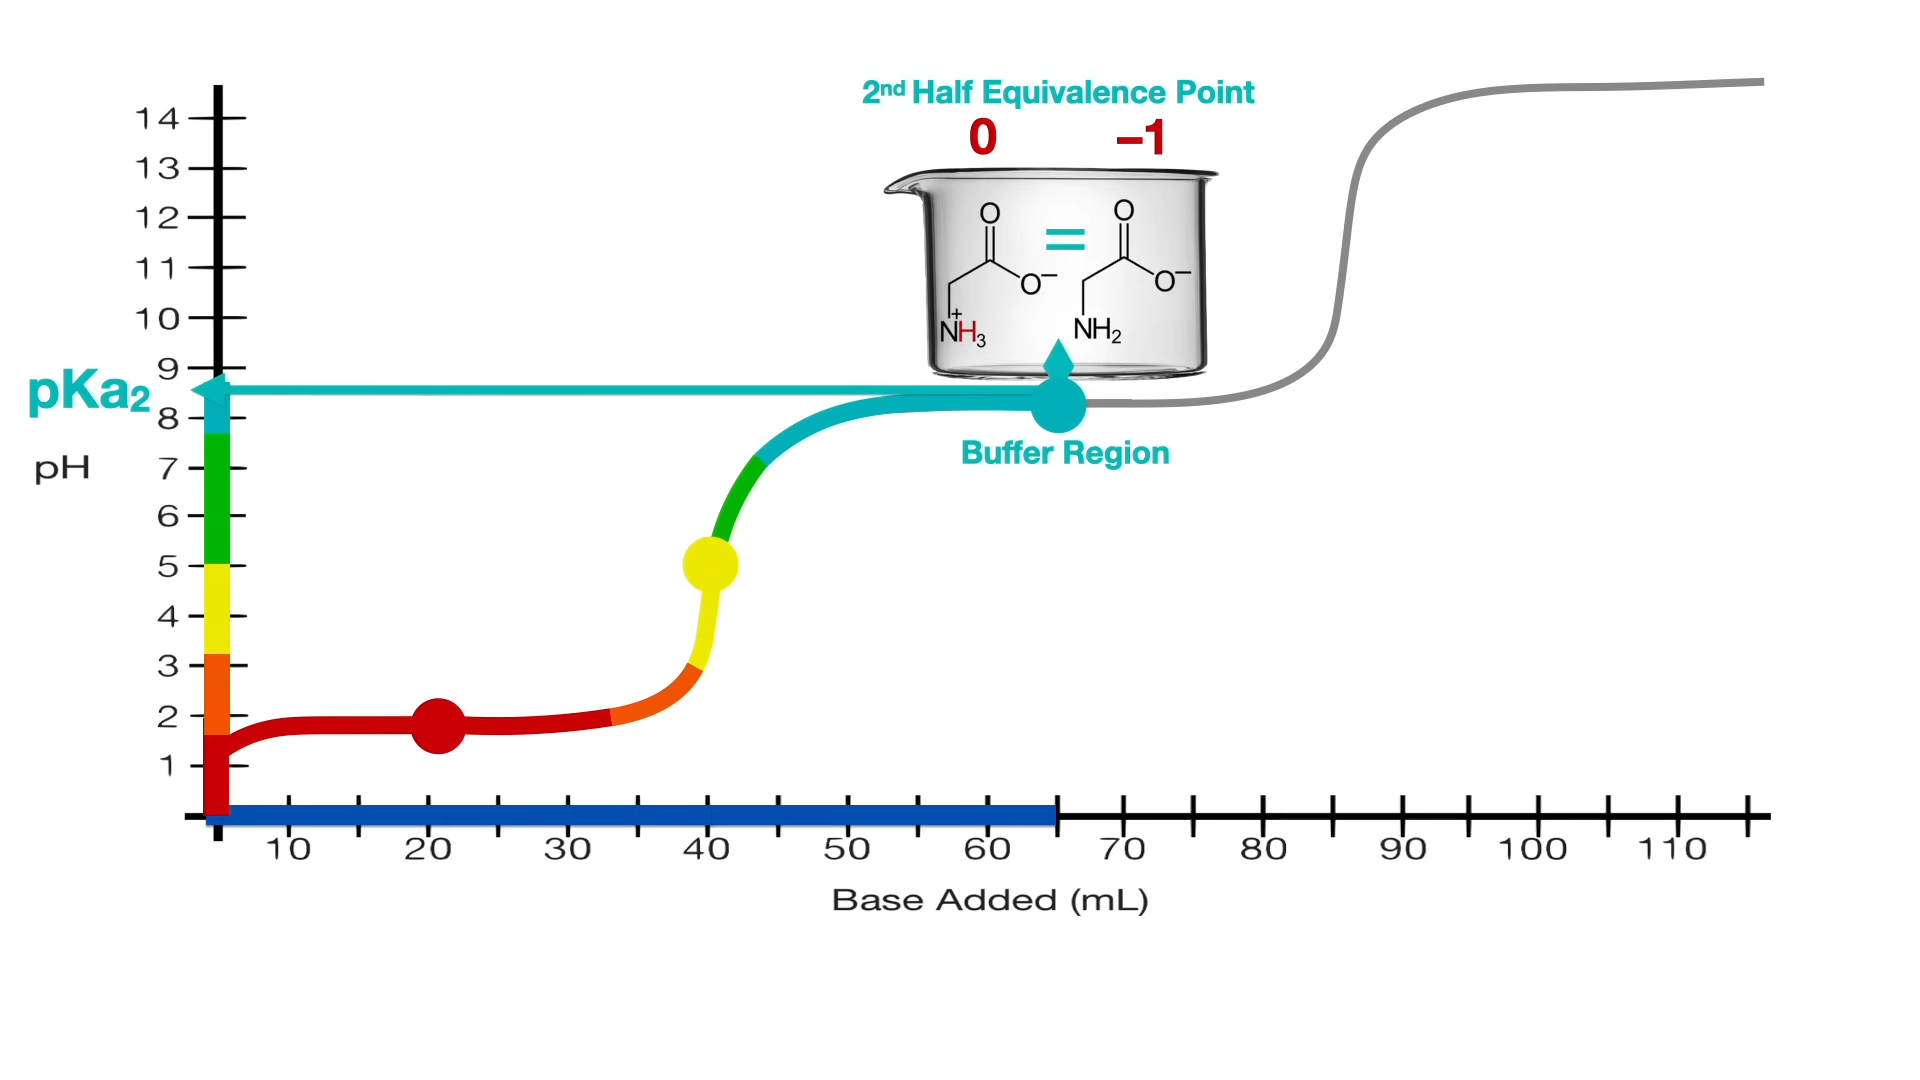 2nd Half Equivalence Point
0 –1
14
13
12
11
10
9
8
7
6
5
4
3
2
1
pKa2
pH
O O
= 
O– O–
+
NH3 NH2
Buffer Region
10 20 30 40 50 60 70 80 90 100 110
Base Added (mL)